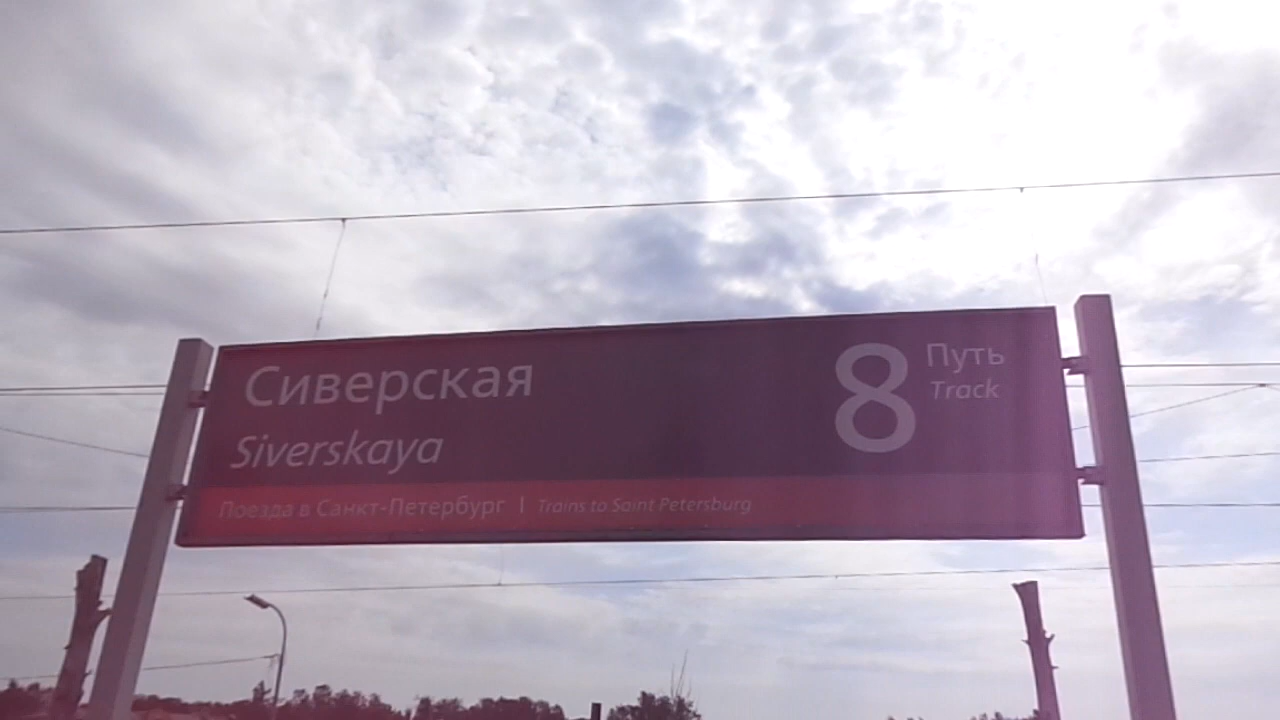 Сиверская
Siverskaya
8 Путь
Track
Поезда в Санкт-Петербург | Trains to Saint Petersburg